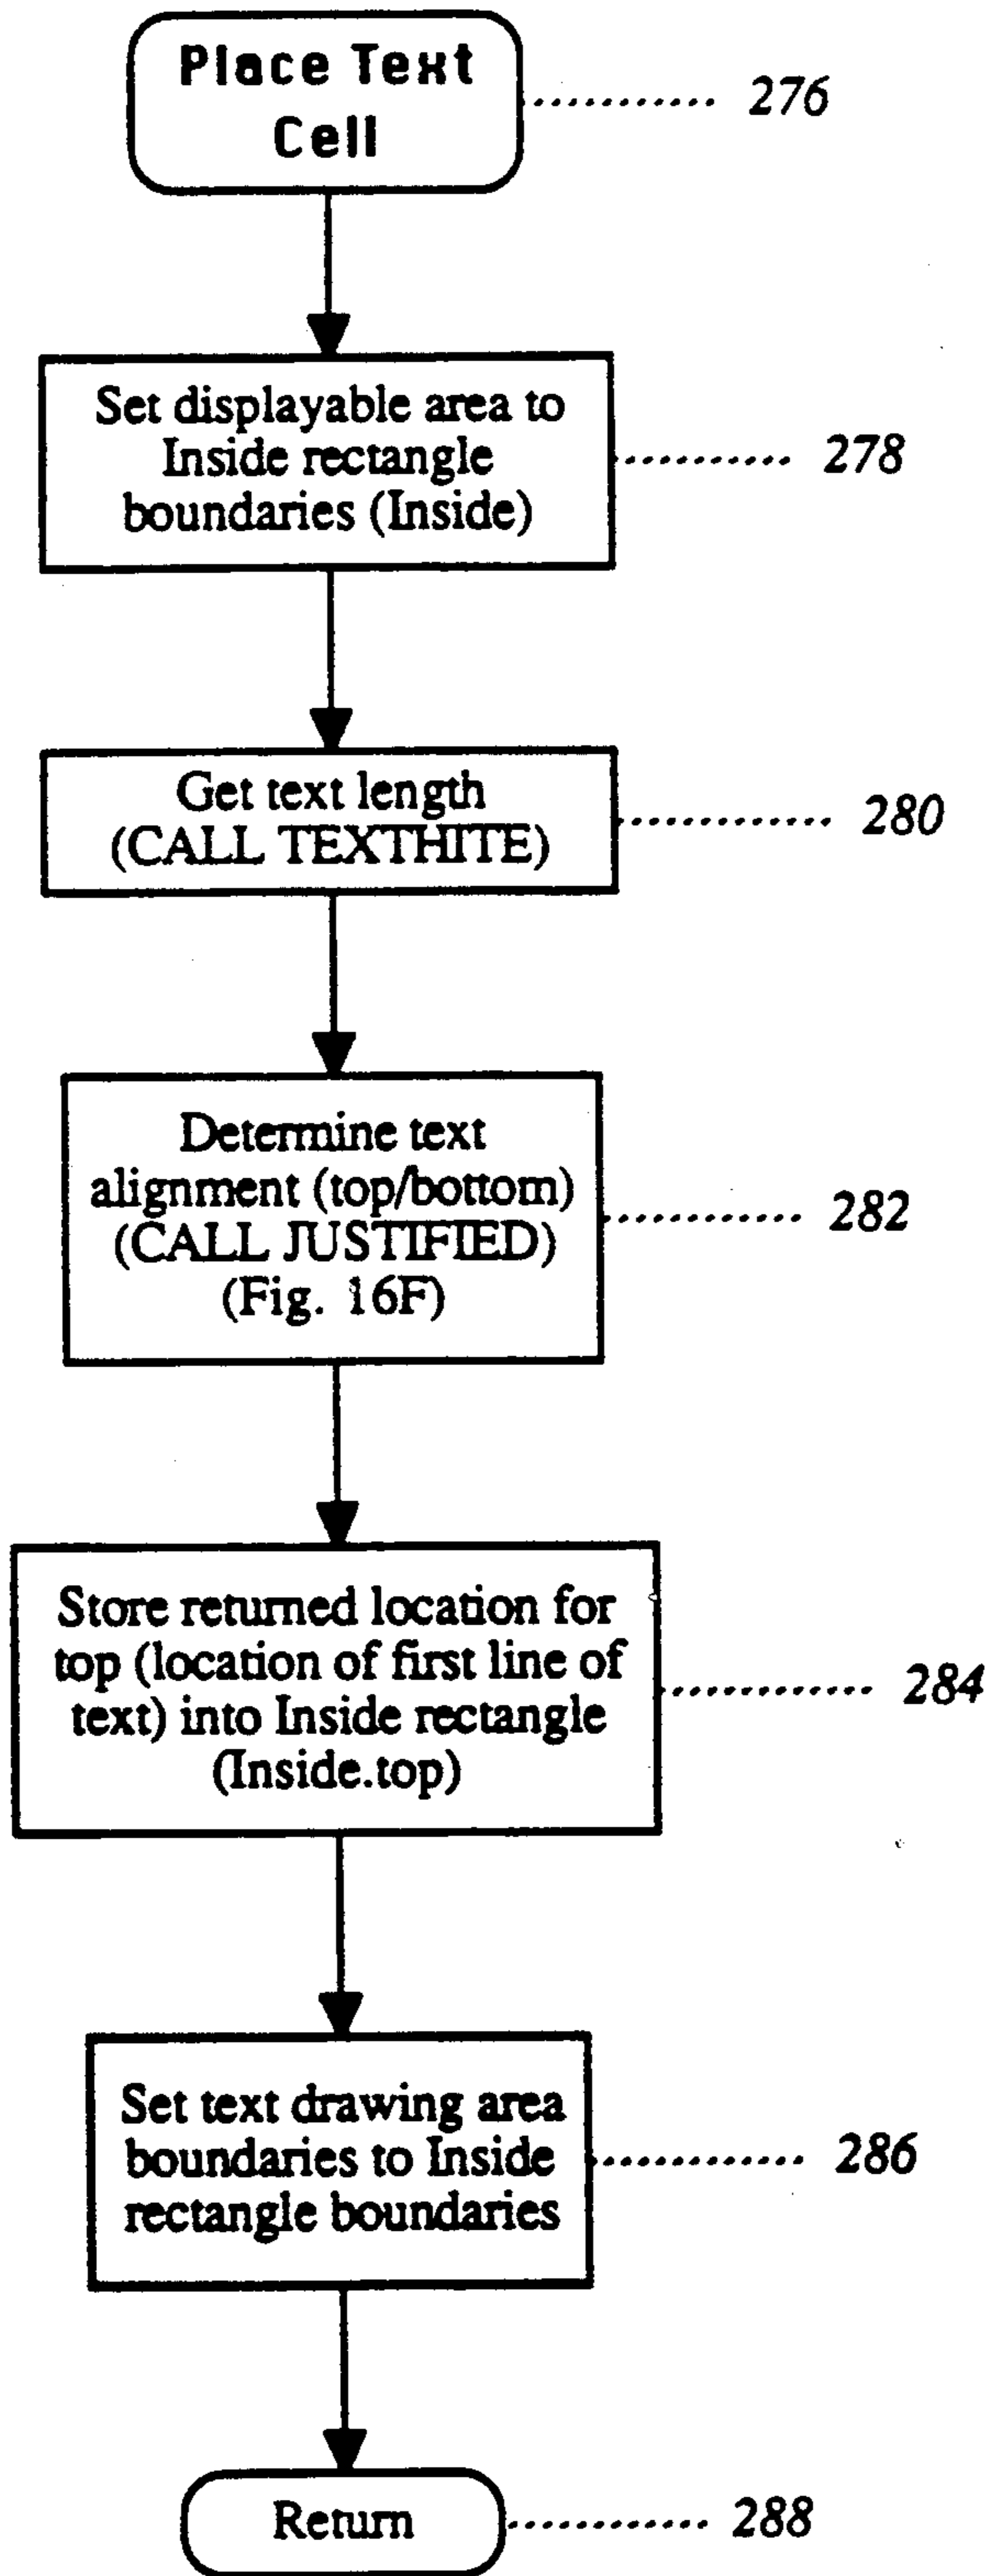 Place Text
Cell
276
Set displayable area to
Inside rectangle
boundaries (Inside)
278
Get text length
(CALL TEXTHITE)
280
Determine text
alignment (top/bottom)
(CALL JUSTIFIED)
(Fig. 16F)
282
Store returned location for
top (location of first line of
text) into Inside rectangle
(Inside.top)
284
Set text drawing area
boundaries to Inside
rectangle boundaries
286
Return
288